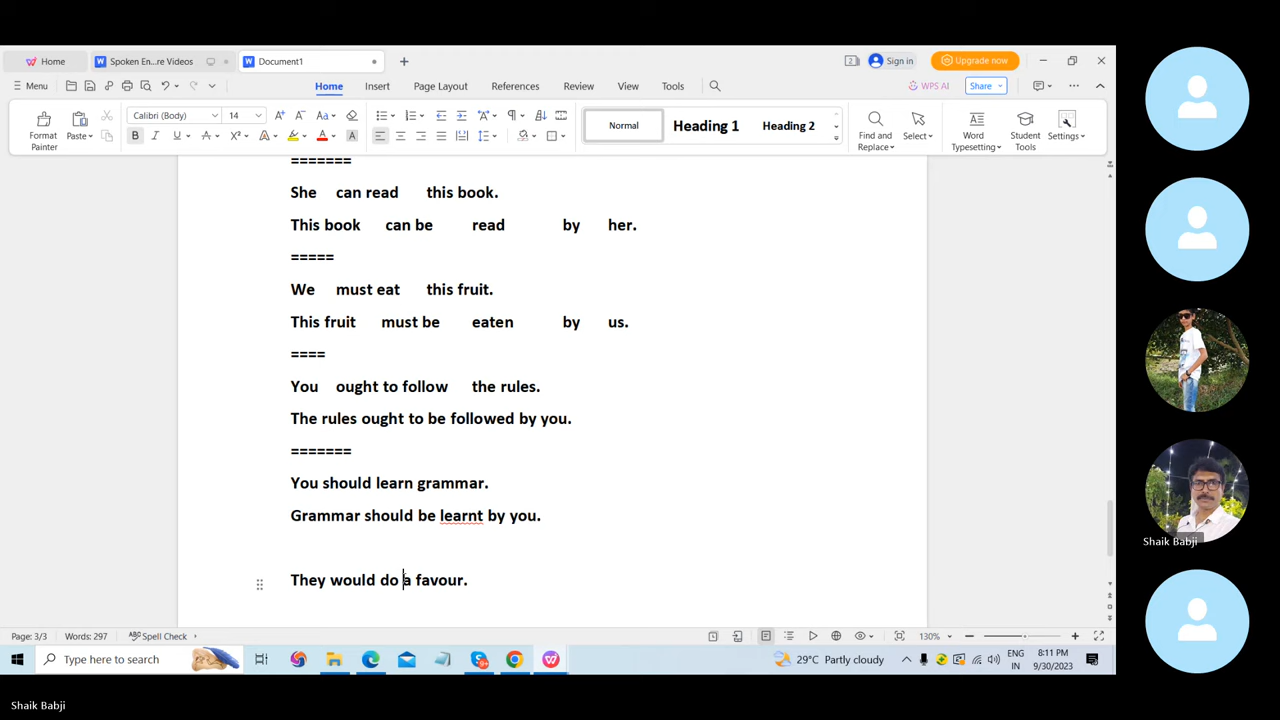 Home Spoken En...re Videos Document1 Sign in Upgrade now
Menu Home Insert Page Layout References Review View Tools WPS AI Share
Format Painter Paste Calibri (Body) 14 Normal Heading 1 Heading 2 Find and Replace Select Word Typesetting Student Tools Settings
=======
She can read this book.
This book can be read by her.
=====
We must eat this fruit.
This fruit must be eaten by us.
====
You ought to follow the rules.
The rules ought to be followed by you.
=======
You should learn grammar.
Grammar should be learnt by you.
They would do a favour.
Shaik Babji
Page: 3/3 Words: 297 Spell Check 130%
Type here to search 29°C Partly cloudy ENG IN 8:11 PM 9/30/2023
Shaik Babji